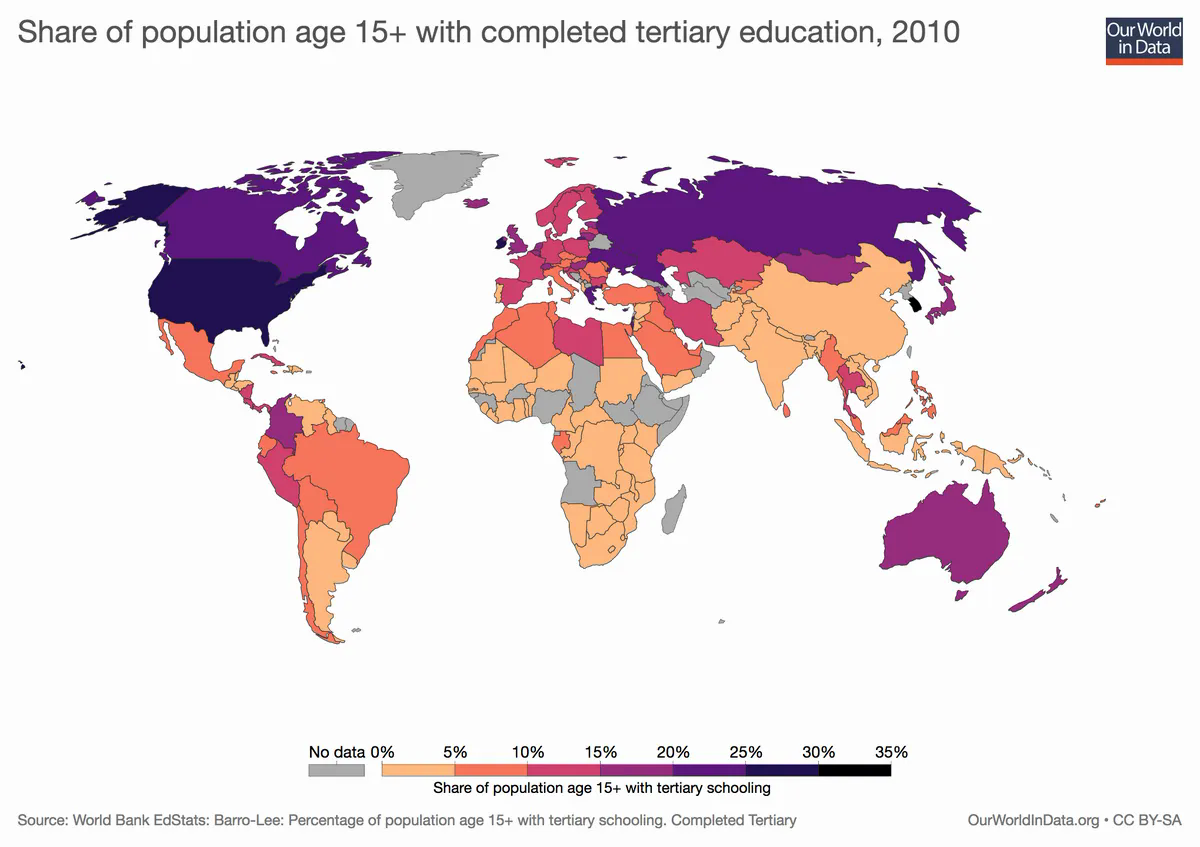 Share of population age 15+ with completed tertiary education, 2010
Our World
in Data
No data 0% 5% 10% 15% 20% 25% 30% 35%
Share of population age 15+ with tertiary schooling
Source: World Bank EdStats: Barro-Lee: Percentage of population age 15+ with tertiary schooling. Completed Tertiary
OurWorldInData.org • CC BY-SA